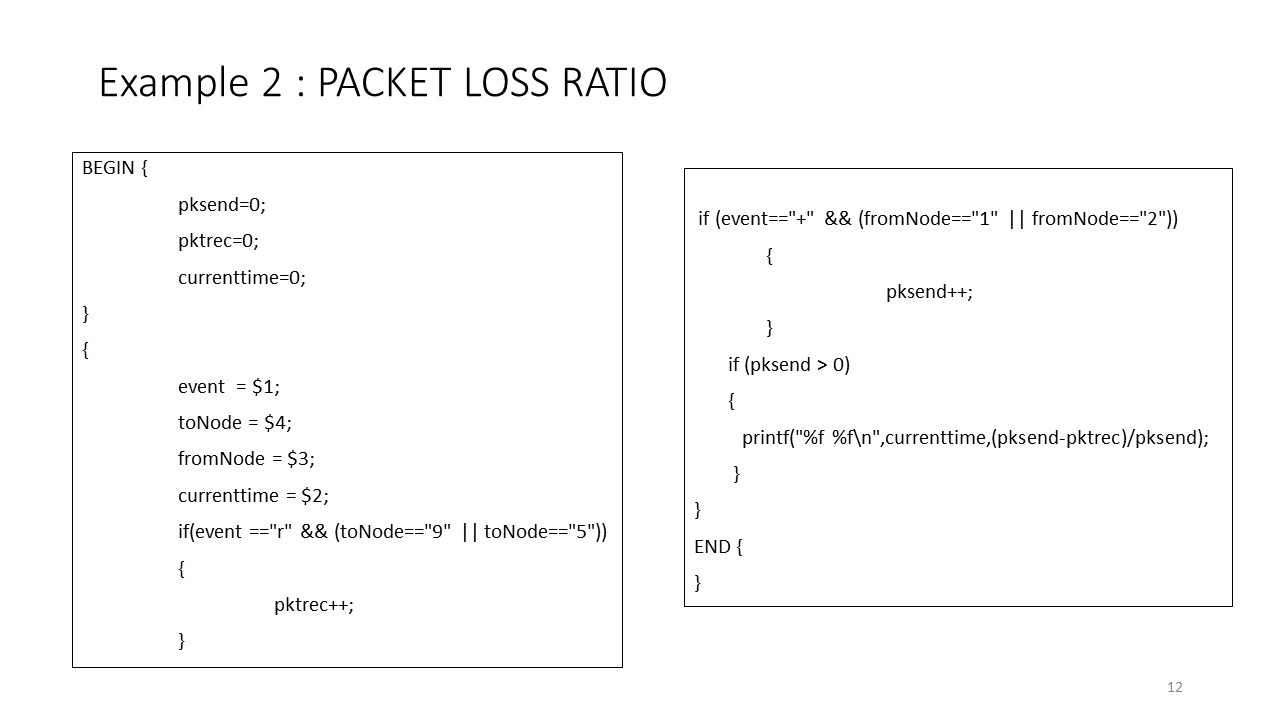 Example 2 : PACKET LOSS RATIO
BEGIN {
pksend=0;
pktrec=0;
currenttime=0;
}
{
event  = $1;
toNode = $4;
fromNode = $3;
currenttime = $2;
if(event =="r"  && (toNode=="9"  || toNode=="5"))
{
pktrec++;
}
if (event=="+"  && (fromNode=="1"  || fromNode=="2"))
{
pksend++;
}
if (pksend > 0)
{
printf("%f %f\n",currenttime,(pksend-pktrec)/pksend);
}
}
END {
}
12